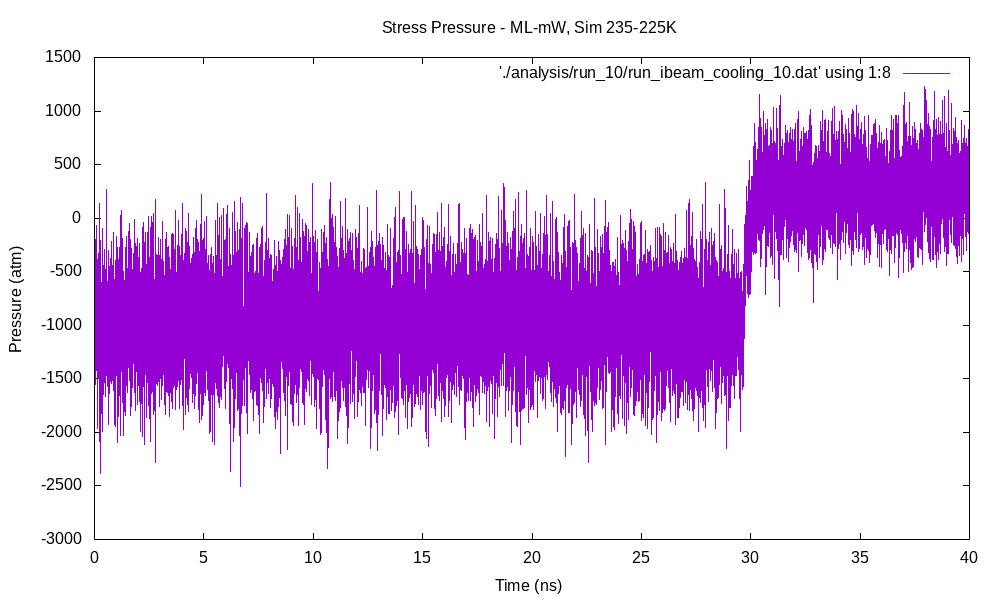 Stress Pressure - ML-mW, Sim 235-225K
'./analysis/run_10/run_ibeam_cooling_10.dat' using 1:8
1500
1000
500
0
-500
-1000
-1500
-2000
-2500
-3000
Pressure (atm)
0 5 10 15 20 25 30 35 40
Time (ns)